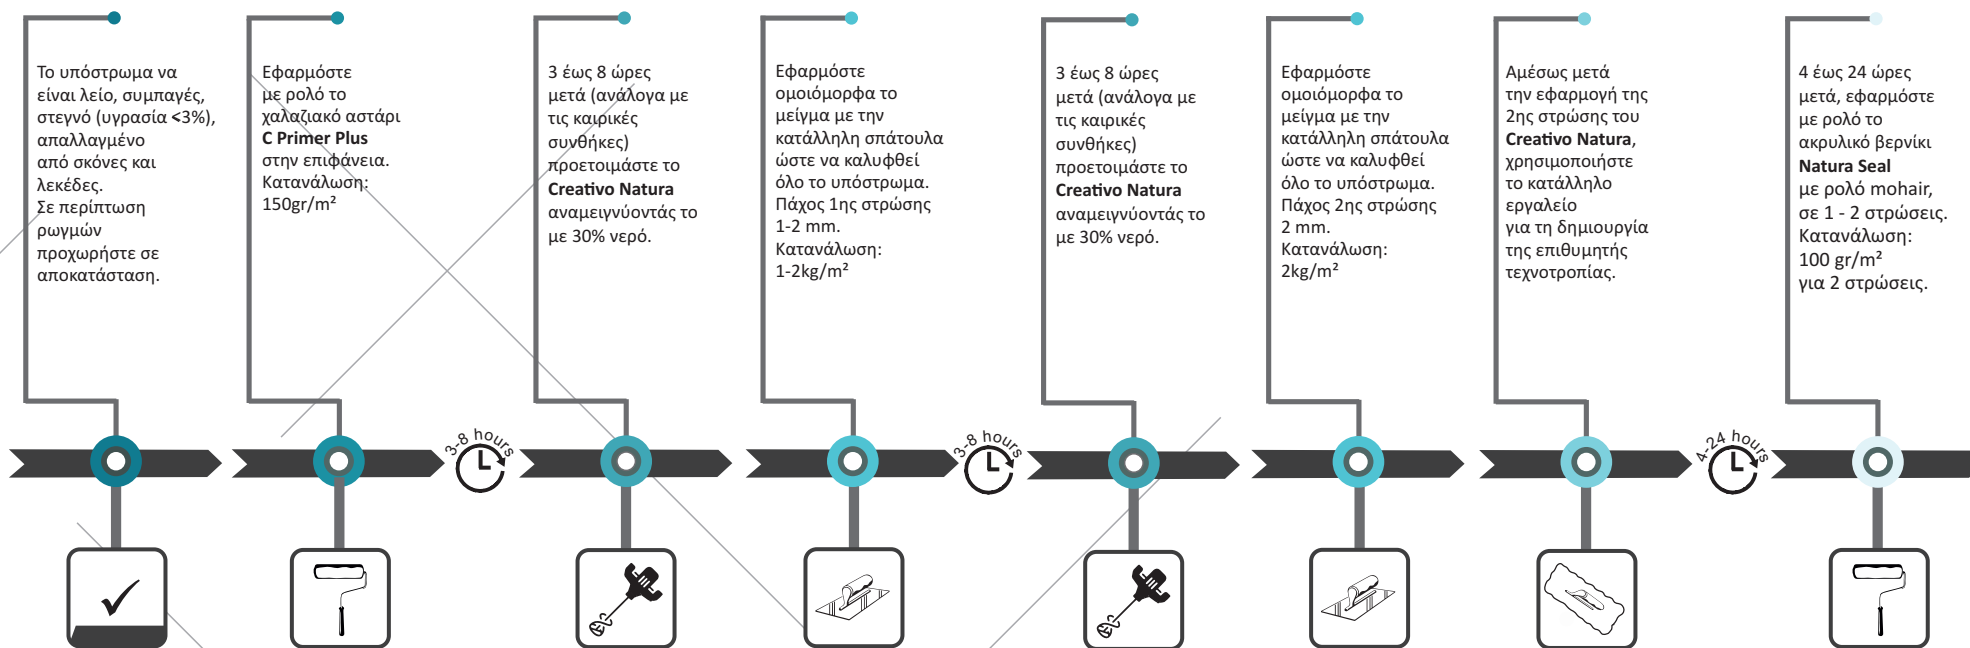 Το υπόστρωμα να
είναι λείο, συμπαγές,
στεγνό (υγρασία <3%),
απαλλαγμένο
από σκόνες και
λεκέδες.
Σε περίπτωση
ρωγμών
προχωρήστε σε
αποκατάσταση.
Εφαρμόστε
με ρολό το
χαλαζιακό αστάρι
C Primer Plus
στην επιφάνεια.
Κατανάλωση:
150gr/m²
3 έως 8 ώρες
μετά (ανάλογα με
τις καιρικές
συνθήκες)
προετοιμάστε το
Creativo Natura
αναμειγνύοντάς το
με 30% νερό.
Εφαρμόστε
ομοιόμορφα το
μείγμα με την
κατάλληλη σπάτουλα
ώστε να καλυφθεί
όλο το υπόστρωμα.
Πάχος 1ης στρώσης
1-2 mm.
Κατανάλωση:
1-2kg/m²
3 έως 8 ώρες
μετά (ανάλογα με
τις καιρικές
συνθήκες)
προετοιμάστε το
Creativo Natura
αναμειγνύοντάς το
με 30% νερό.
Εφαρμόστε
ομοιόμορφα το
μείγμα με την
κατάλληλη σπάτουλα
ώστε να καλυφθεί
όλο το υπόστρωμα.
Πάχος 2ης στρώσης
2 mm.
Κατανάλωση:
2kg/m²
Αμέσως μετά
την εφαρμογή της
2ης στρώσης του
Creativo Natura,
χρησιμοποιήστε
το κατάλληλο
εργαλείο
για τη δημιουργία
της επιθυμητής
τεχνοτροπίας.
4 έως 24 ώρες
μετά, εφαρμόστε
με ρολό το
ακρυλικό βερνίκι
Natura Seal
με ρολό mohair,
σε 1 - 2 στρώσεις.
Κατανάλωση:
100 gr/m²
για 2 στρώσεις.
3-8 hours
3-8 hours
4-24 hours